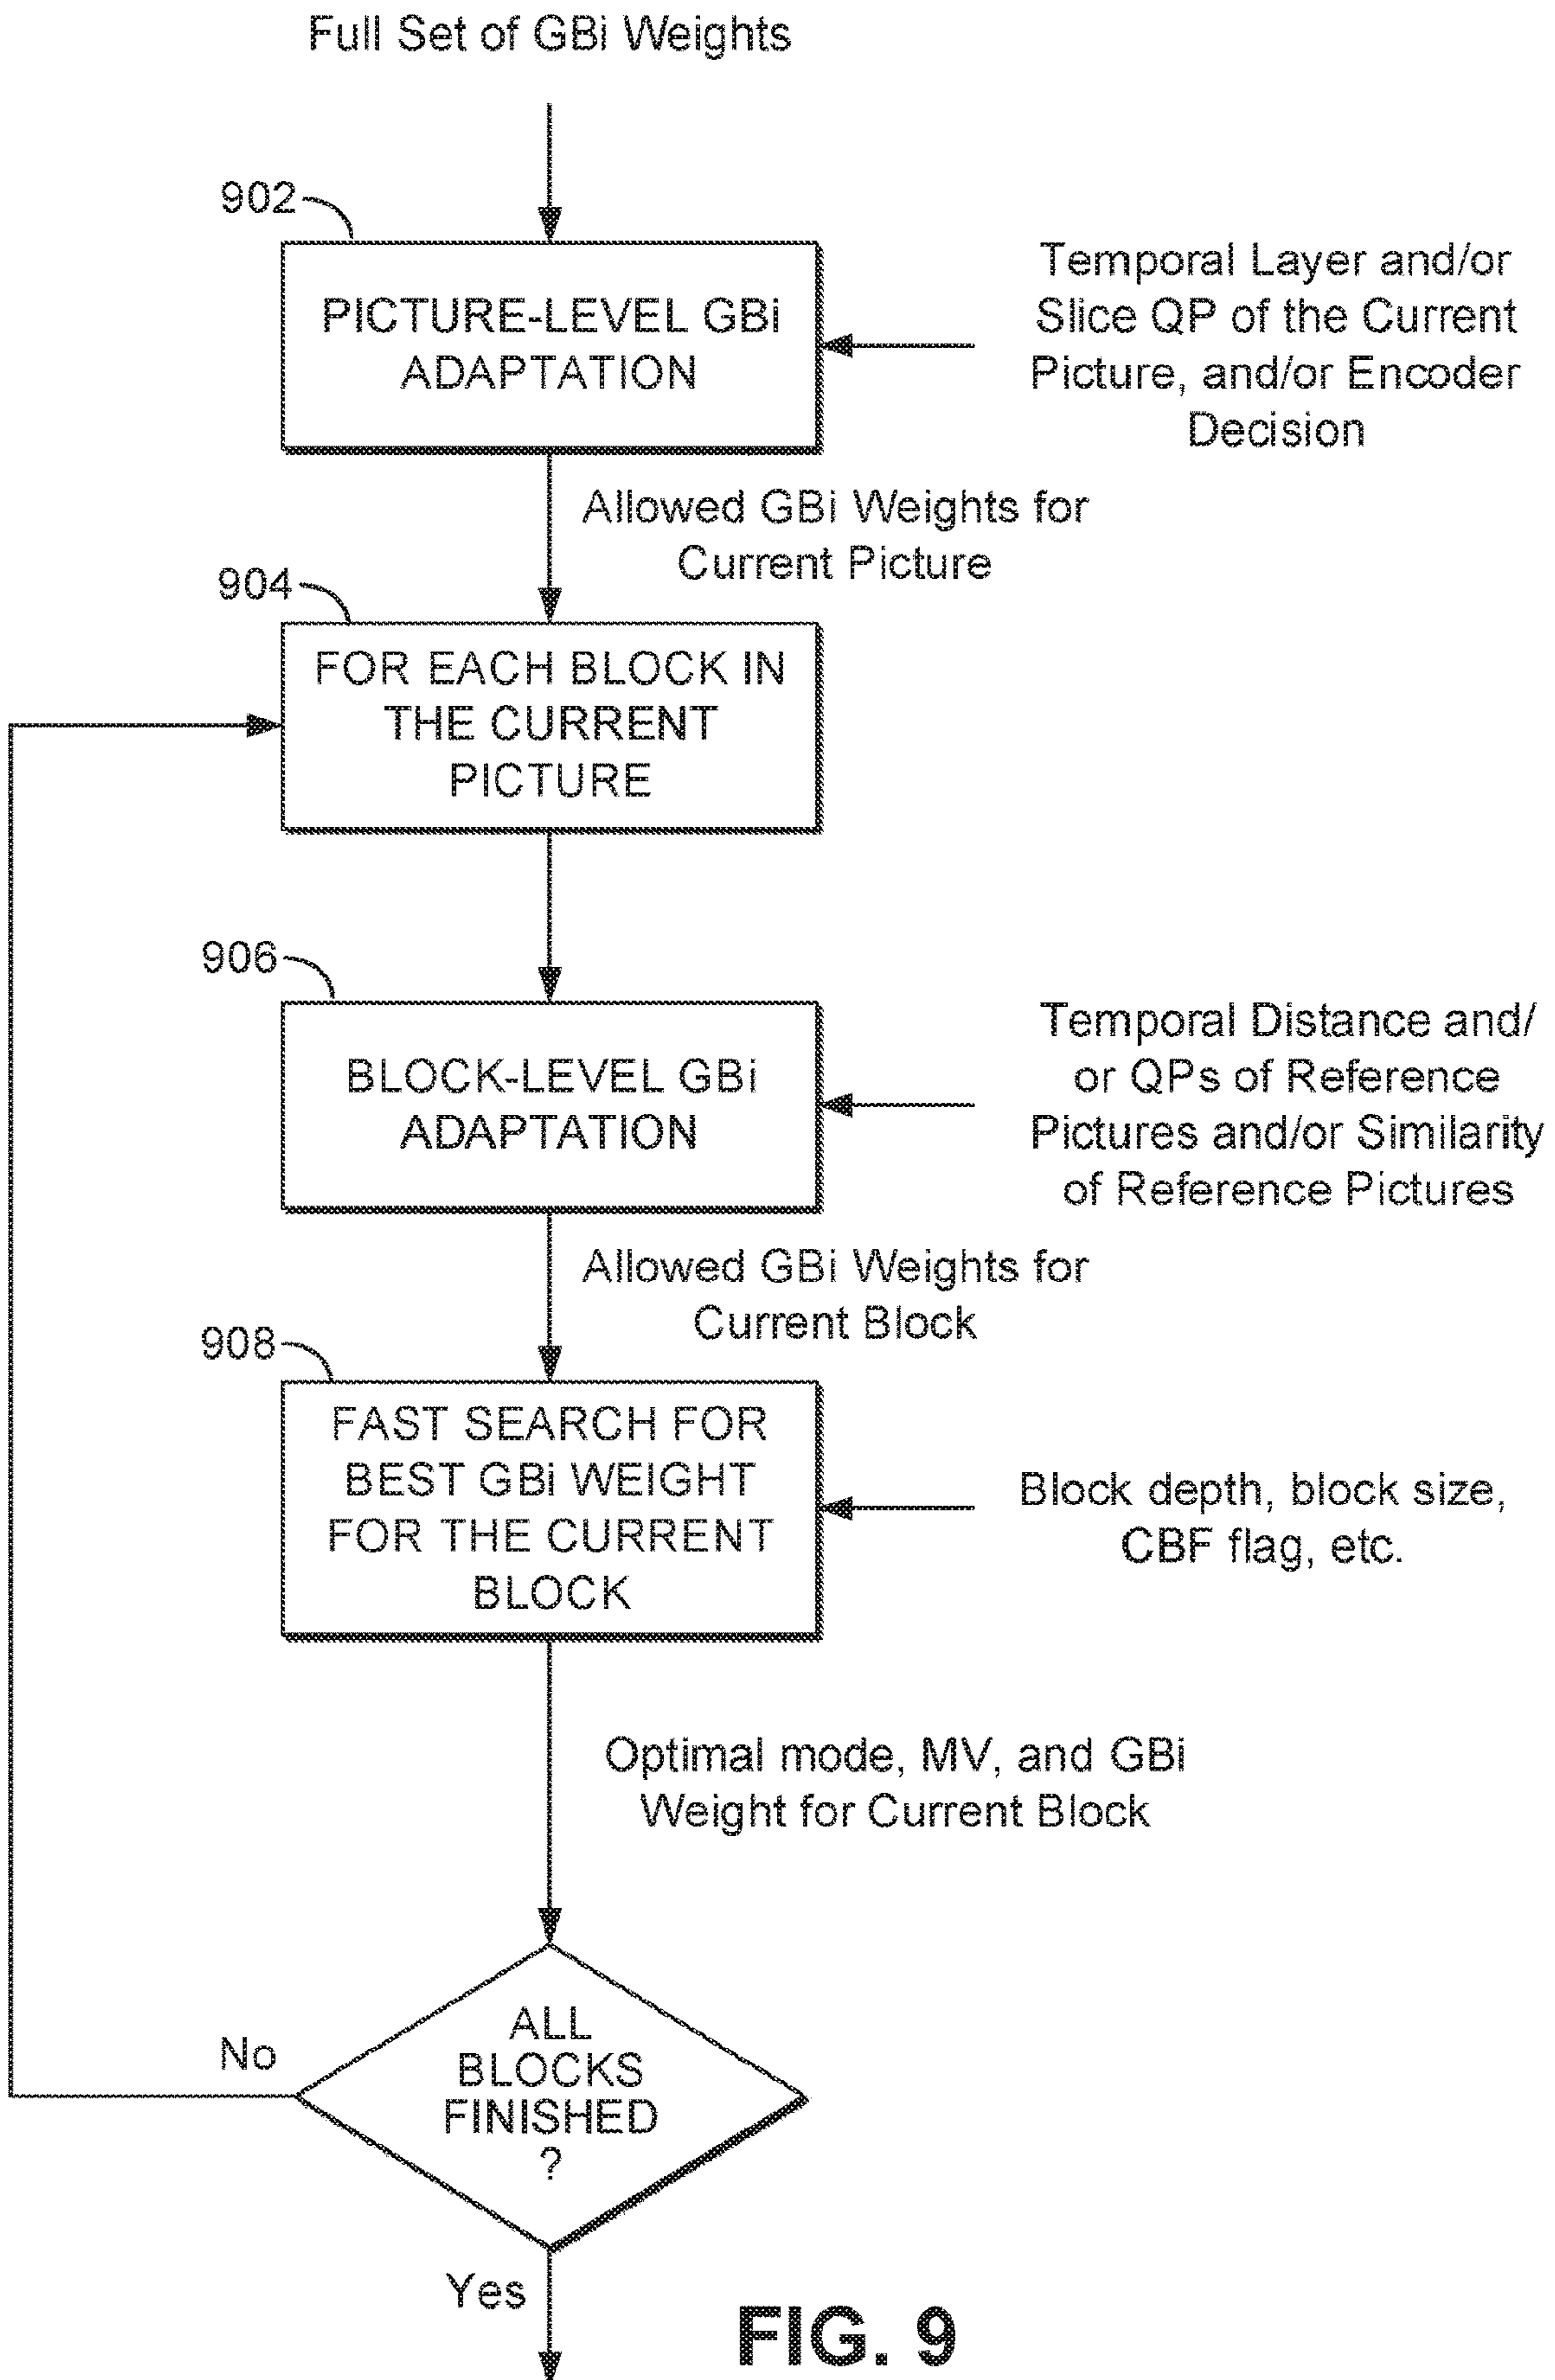 Full Set of GBi Weights
902
PICTURE-LEVEL GBi
ADAPTATION
Temporal Layer and/or
Slice QP of the Current
Picture, and/or Encoder
Decision
Allowed GBi Weights for
Current Picture
904
FOR EACH BLOCK IN
THE CURRENT
PICTURE
906
BLOCK-LEVEL GBi
ADAPTATION
Temporal Distance and/
or QPs of Reference
Pictures and/or Similarity
of Reference Pictures
Allowed GBi Weights for
Current Block
908
FAST SEARCH FOR
BEST GBi WEIGHT
FOR THE CURRENT
BLOCK
Block depth, block size,
CBF flag, etc.
Optimal mode, MV, and GBi
Weight for Current Block
ALL
BLOCKS
FINISHED
?
No
Yes
FIG. 9